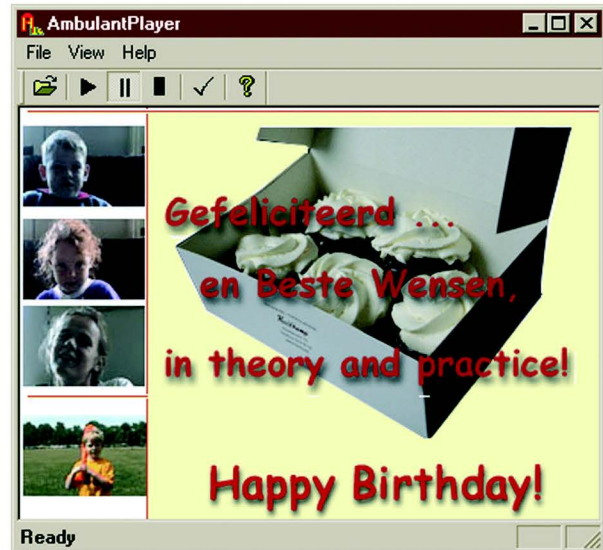 AmbulantPlayer
File View Help
Gefeliciteerd ...
en Beste Wensen,
in theory and practice!
Happy Birthday!
Ready